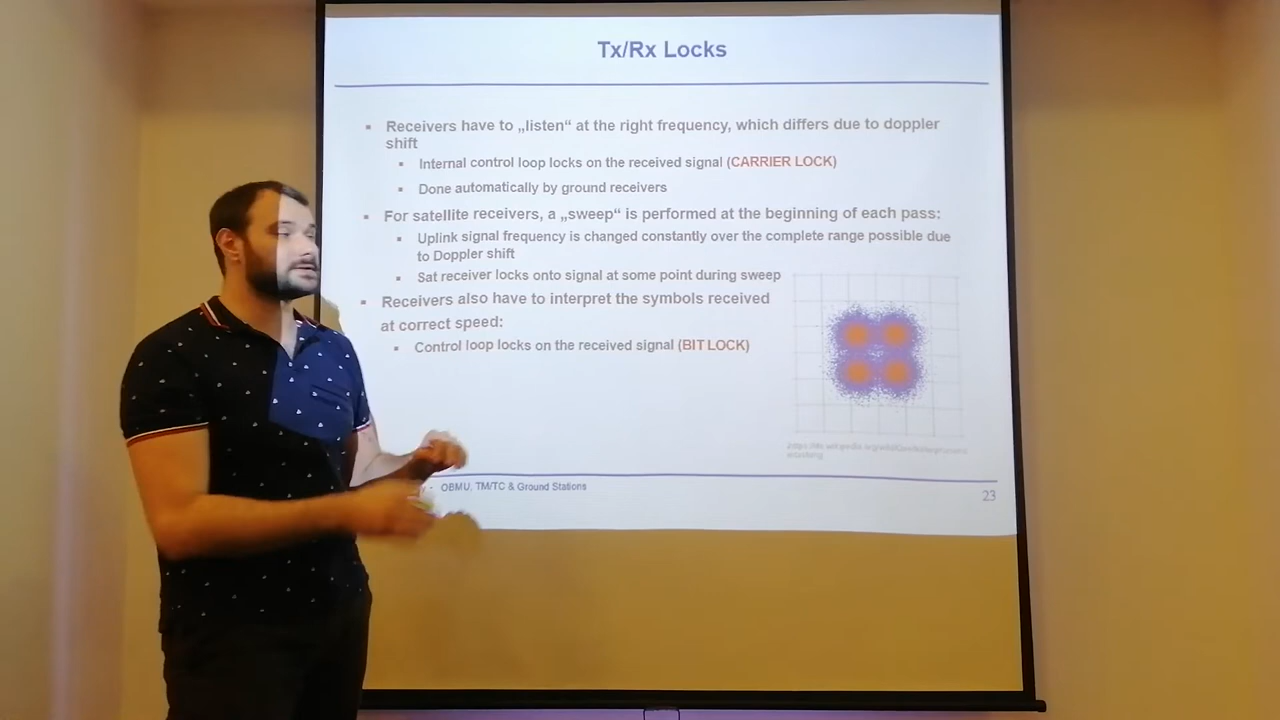 Tx/Rx Locks
▪ Receivers have to „listen“ at the right frequency, which differs due to doppler
shift
▪ Internal control loop locks on the received signal (CARRIER LOCK)
▪ Done automatically by ground receivers
▪ For satellite receivers, a „sweep“ is performed at the beginning of each pass:
▪ Uplink signal frequency is changed constantly over the complete range possible due
to Doppler shift
▪ Sat receiver locks onto signal at some point during sweep
▪ Receivers also have to interpret the symbols received
at correct speed:
▪ Control loop locks on the received signal (BIT LOCK)
OBMU, TM/TC & Ground Stations
23